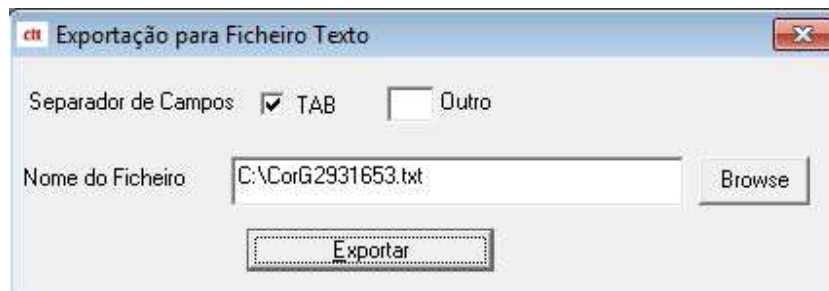 ctt Exportação para Ficheiro Texto
Separador de Campos TAB Outro
Nome do Ficheiro C:\CorG2931653.txt Browse
Exportar